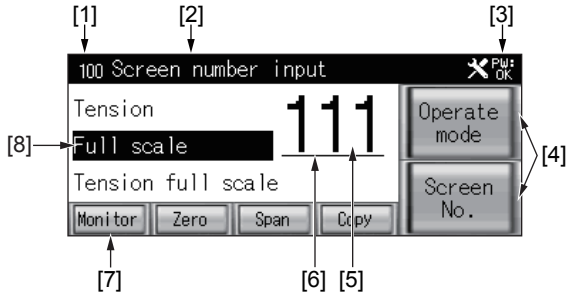 [1] [2] [3]
100 Screen number input PW: OK
Tension
111
Operate mode
[8] Full scale
[4]
Tension full scale
Screen No.
Monitor Zero Span Copy
[7] [6] [5]